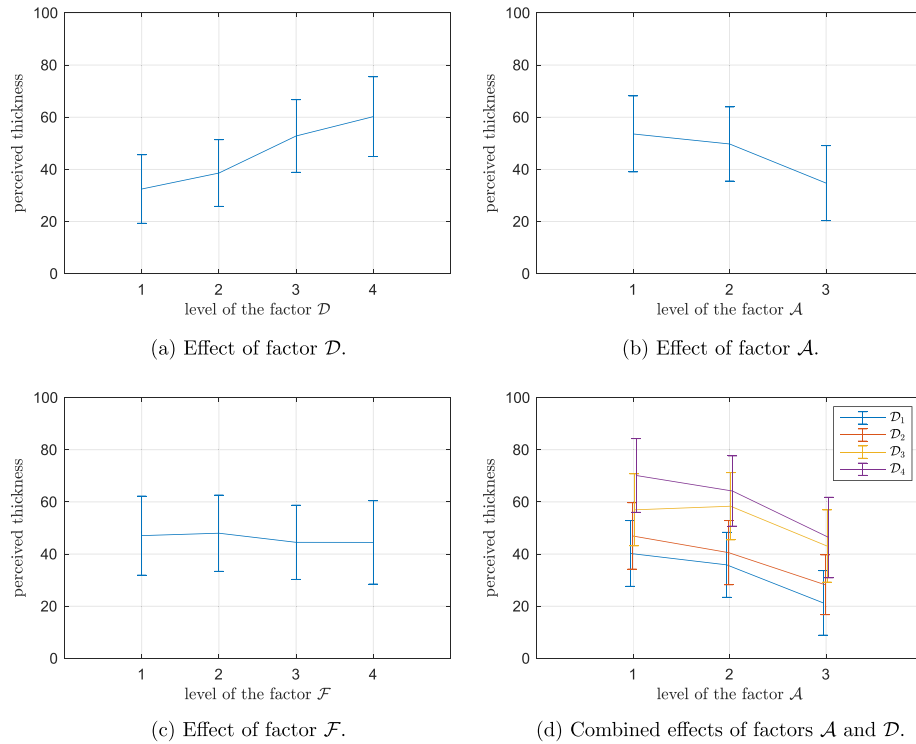 100
80
60
40
20
0
perceived thickness
1 2 3 4
level of the factor 𝒟
(a) Effect of factor 𝒟.
100
80
60
40
20
0
perceived thickness
1 2 3
level of the factor 𝒜
(b) Effect of factor 𝒜.
100
80
60
40
20
0
perceived thickness
1 2 3 4
level of the factor ℱ
(c) Effect of factor ℱ.
100
80
60
40
20
0
perceived thickness
𝒟₁
𝒟₂
𝒟₃
𝒟₄
1 2 3
level of the factor 𝒜
(d) Combined effects of factors 𝒜 and 𝒟.